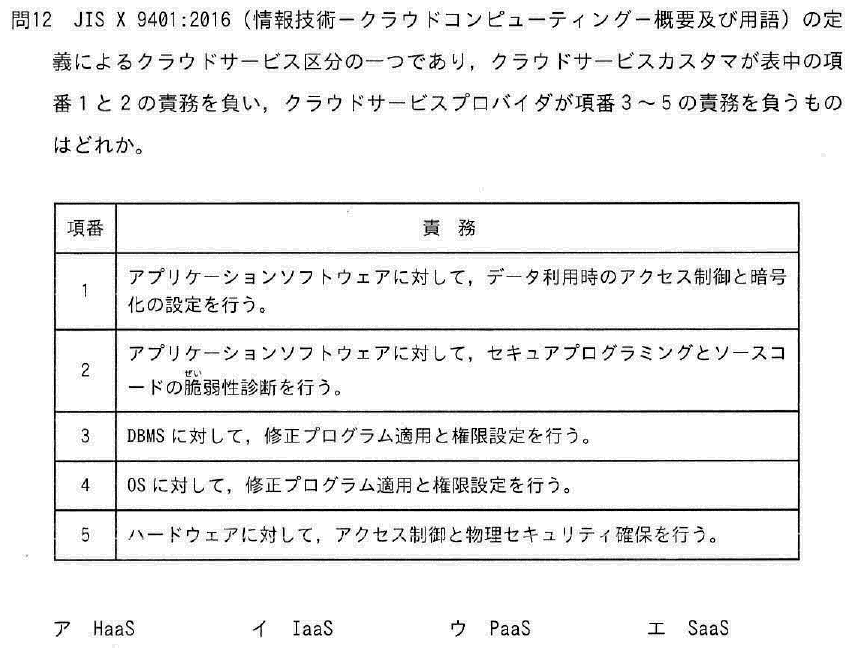 問12 JIS X 9401:2016（情報技術－クラウドコンピューティング－概要及び用語）の定
義によるクラウドサービス区分の一つであり，クラウドサービスカスタマが表中の項
番1と2の責務を負い，クラウドサービスプロバイダが項番3～5の責務を負うもの
はどれか。
項番 責務
1 アプリケーションソフトウェアに対して，データ利用時のアクセス制御と暗号
化の設定を行う。
2 アプリケーションソフトウェアに対して，セキュアプログラミングとソースコ
ぜい
ードの脆弱性診断を行う。
3 DBMSに対して，修正プログラム適用と権限設定を行う。
4 OSに対して，修正プログラム適用と権限設定を行う。
5 ハードウェアに対して，アクセス制御と物理セキュリティ確保を行う。
ア HaaS イ IaaS ウ PaaS エ SaaS